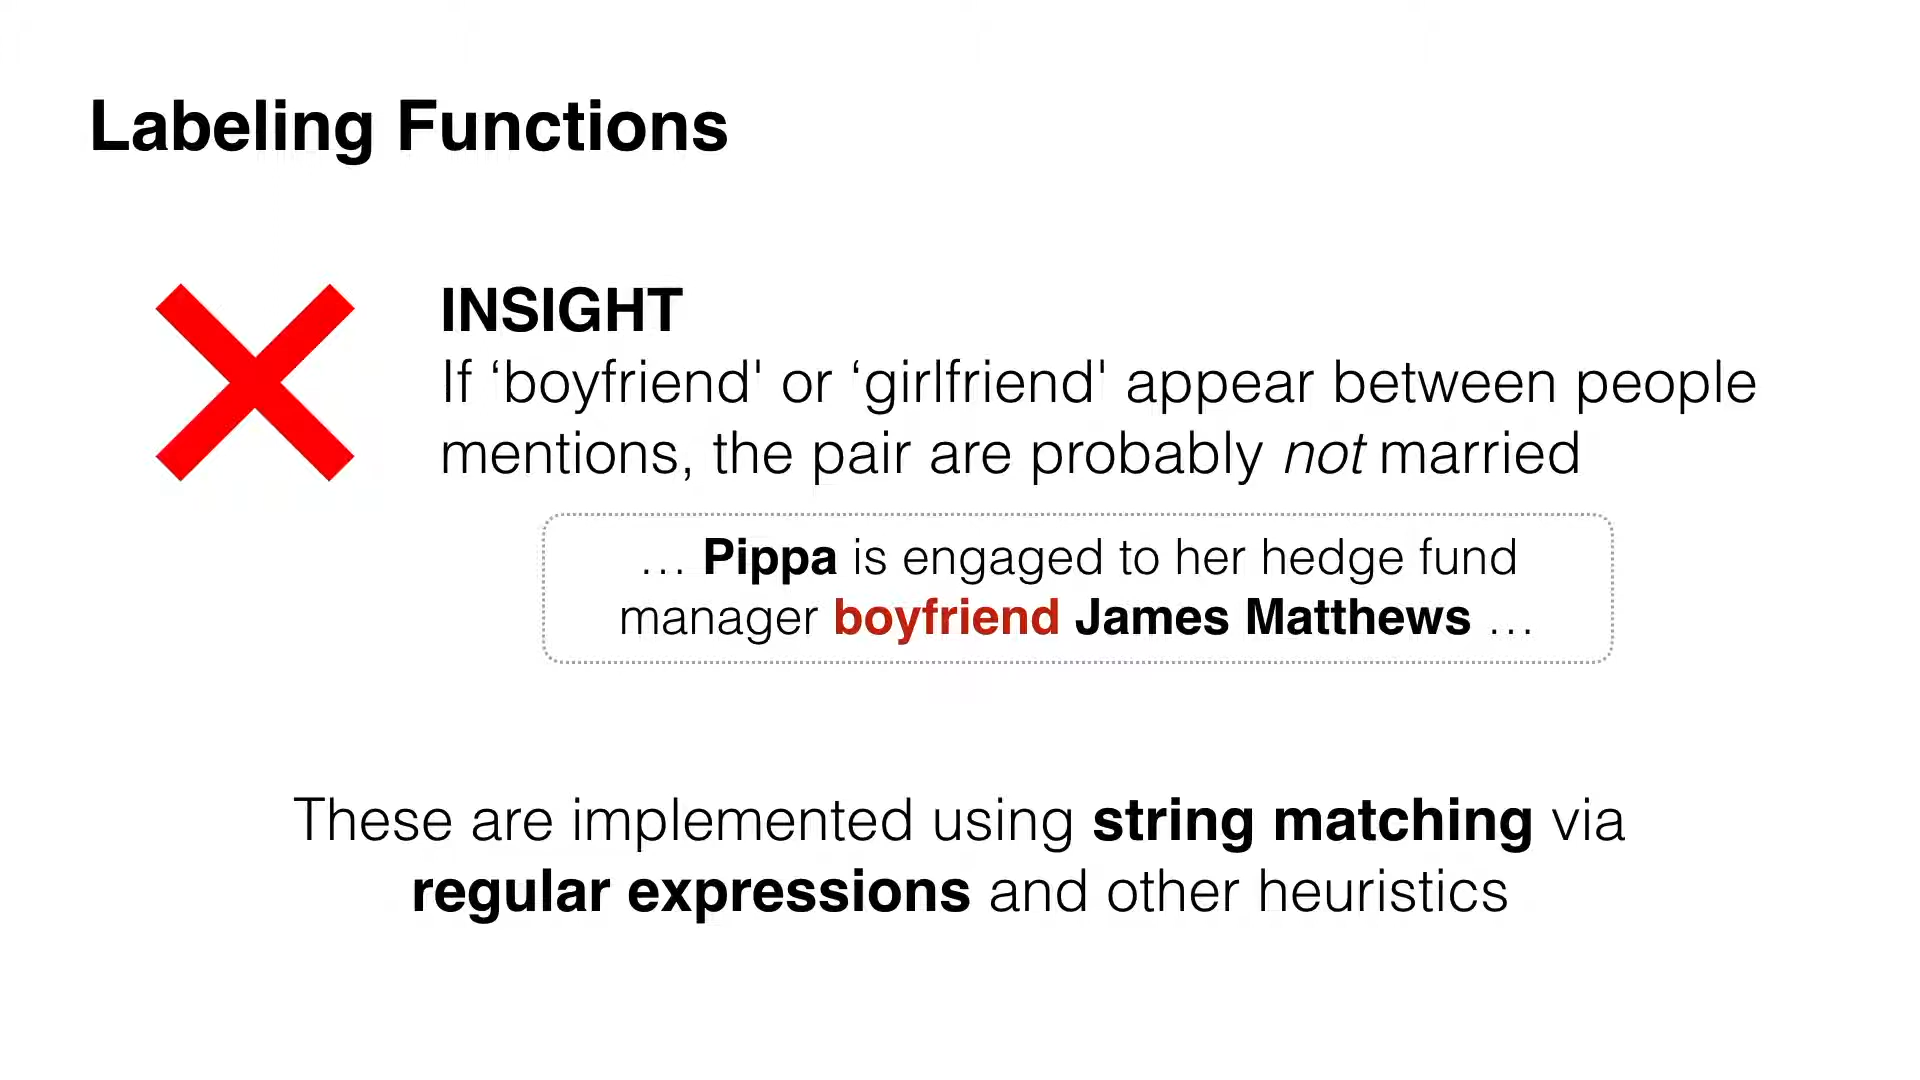 Labeling Functions
INSIGHT
If ‘boyfriend' or ‘girlfriend' appear between people
mentions, the pair are probably not married
… Pippa is engaged to her hedge fund
manager boyfriend James Matthews …
These are implemented using string matching via
regular expressions and other heuristics